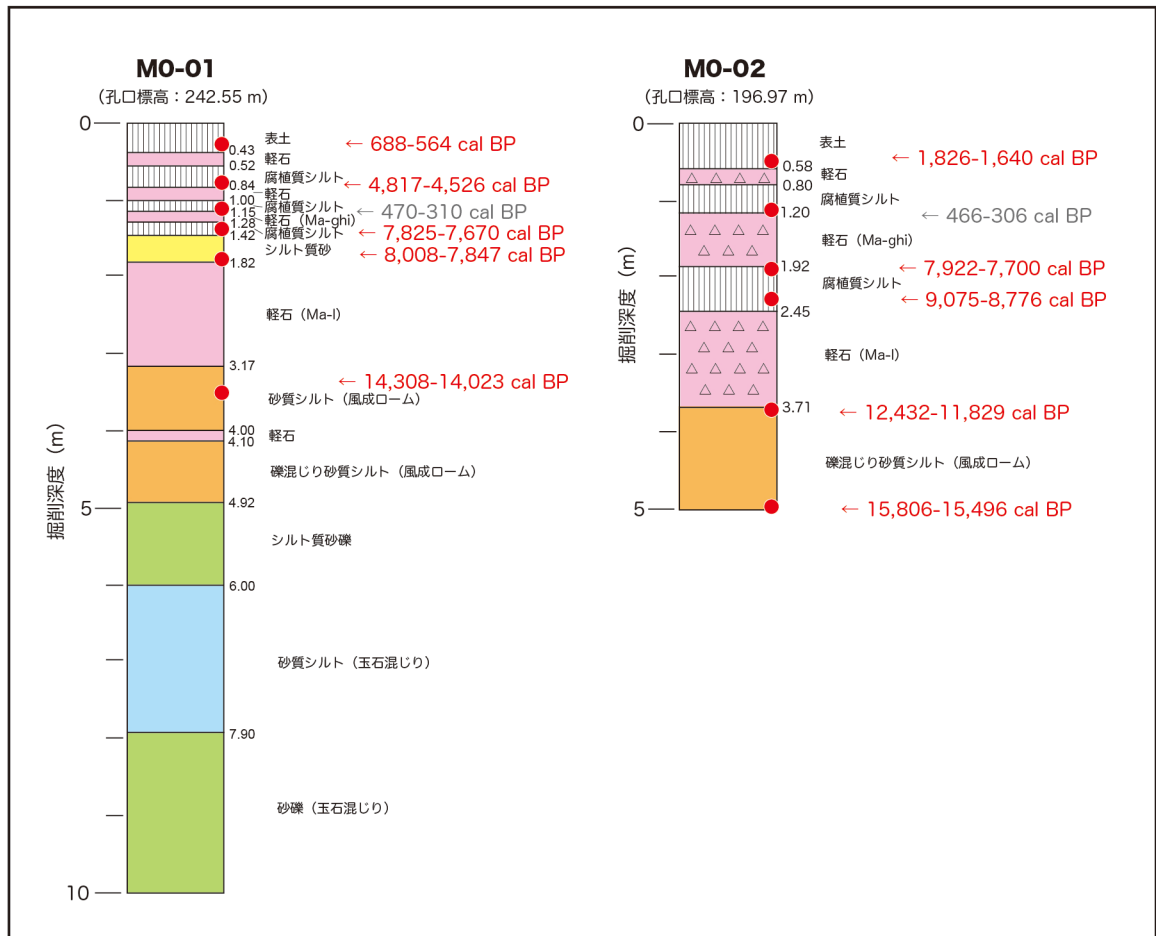 M0-01
(孔口標高：242.55 m)
掘削深度 (m)
0
5
10
表土
0.43
← 688-564 cal BP
軽石
0.52
腐植質シルト
0.84
← 4,817-4,526 cal BP
軽石
1.00
腐植質シルト
1.15
← 470-310 cal BP
軽石（Ma-ghi）
1.28
腐植質シルト
1.42
← 7,825-7,670 cal BP
シルト質砂
← 8,008-7,847 cal BP
1.82
軽石（Ma-l）
3.17
← 14,308-14,023 cal BP
砂質シルト（風成ローム）
4.00
軽石
4.10
礫混じり砂質シルト（風成ローム）
4.92
シルト質砂礫
6.00
砂質シルト（玉石混じり）
7.90
砂礫（玉石混じり）
M0-02
(孔口標高：196.97 m)
掘削深度 (m)
0
5
表土
← 1,826-1,640 cal BP
0.58
軽石
0.80
腐植質シルト
1.20
← 466-306 cal BP
軽石（Ma-ghi）
1.92
← 7,922-7,700 cal BP
腐植質シルト
← 9,075-8,776 cal BP
2.45
軽石（Ma-l）
3.71
← 12,432-11,829 cal BP
礫混じり砂質シルト（風成ローム）
← 15,806-15,496 cal BP